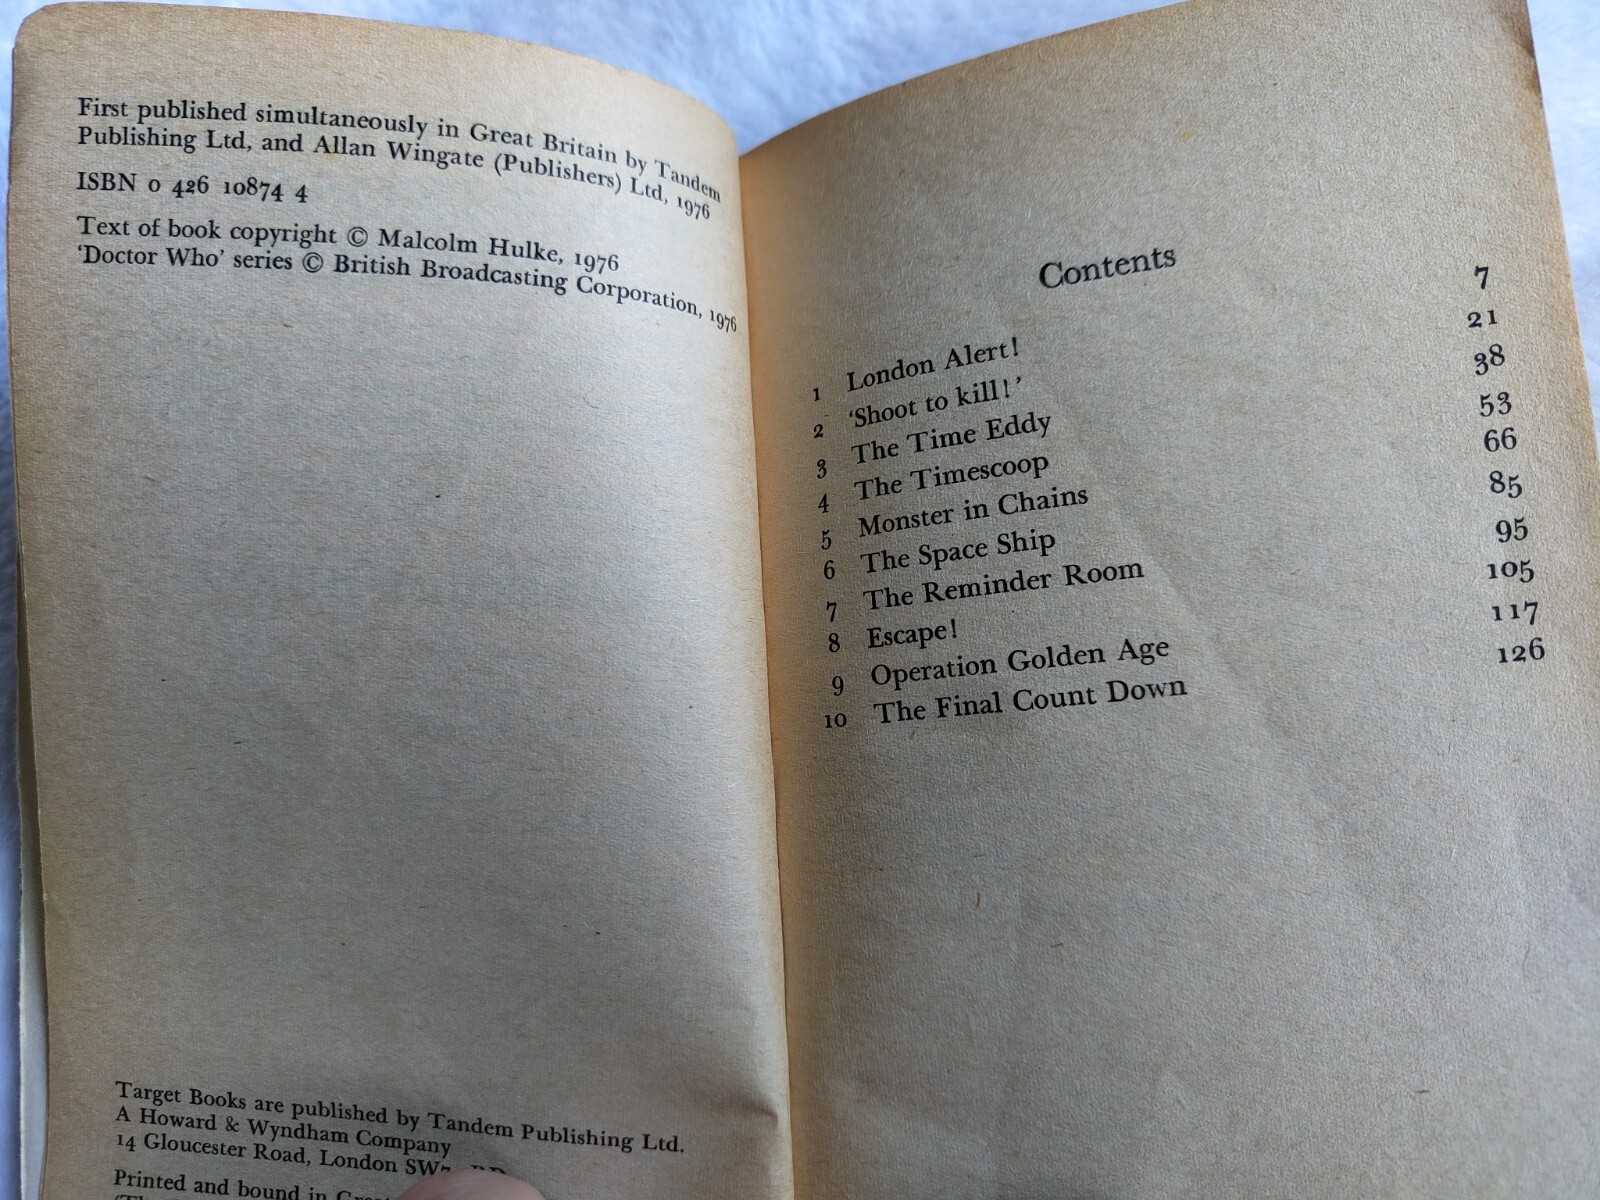 First published simultaneously in Great Britain by Tandem
Publishing Ltd, and Allan Wingate (Publishers) Ltd, 1976
ISBN 0 426 10874 4
Text of book copyright © Malcolm Hulke, 1976
'Doctor Who' series © British Broadcasting Corporation, 1976
Target Books are published by Tandem Publishing Ltd.
A Howard & Wyndham Company
14 Gloucester Road, London
Printed and bound in
Contents
1 London Alert! 7
2 'Shoot to kill!' 21
3 The Time Eddy 38
4 The Timescoop 53
5 Monster in Chains 66
6 The Space Ship 85
7 The Reminder Room 95
8 Escape! 105
9 Operation Golden Age 117
10 The Final Count Down 126